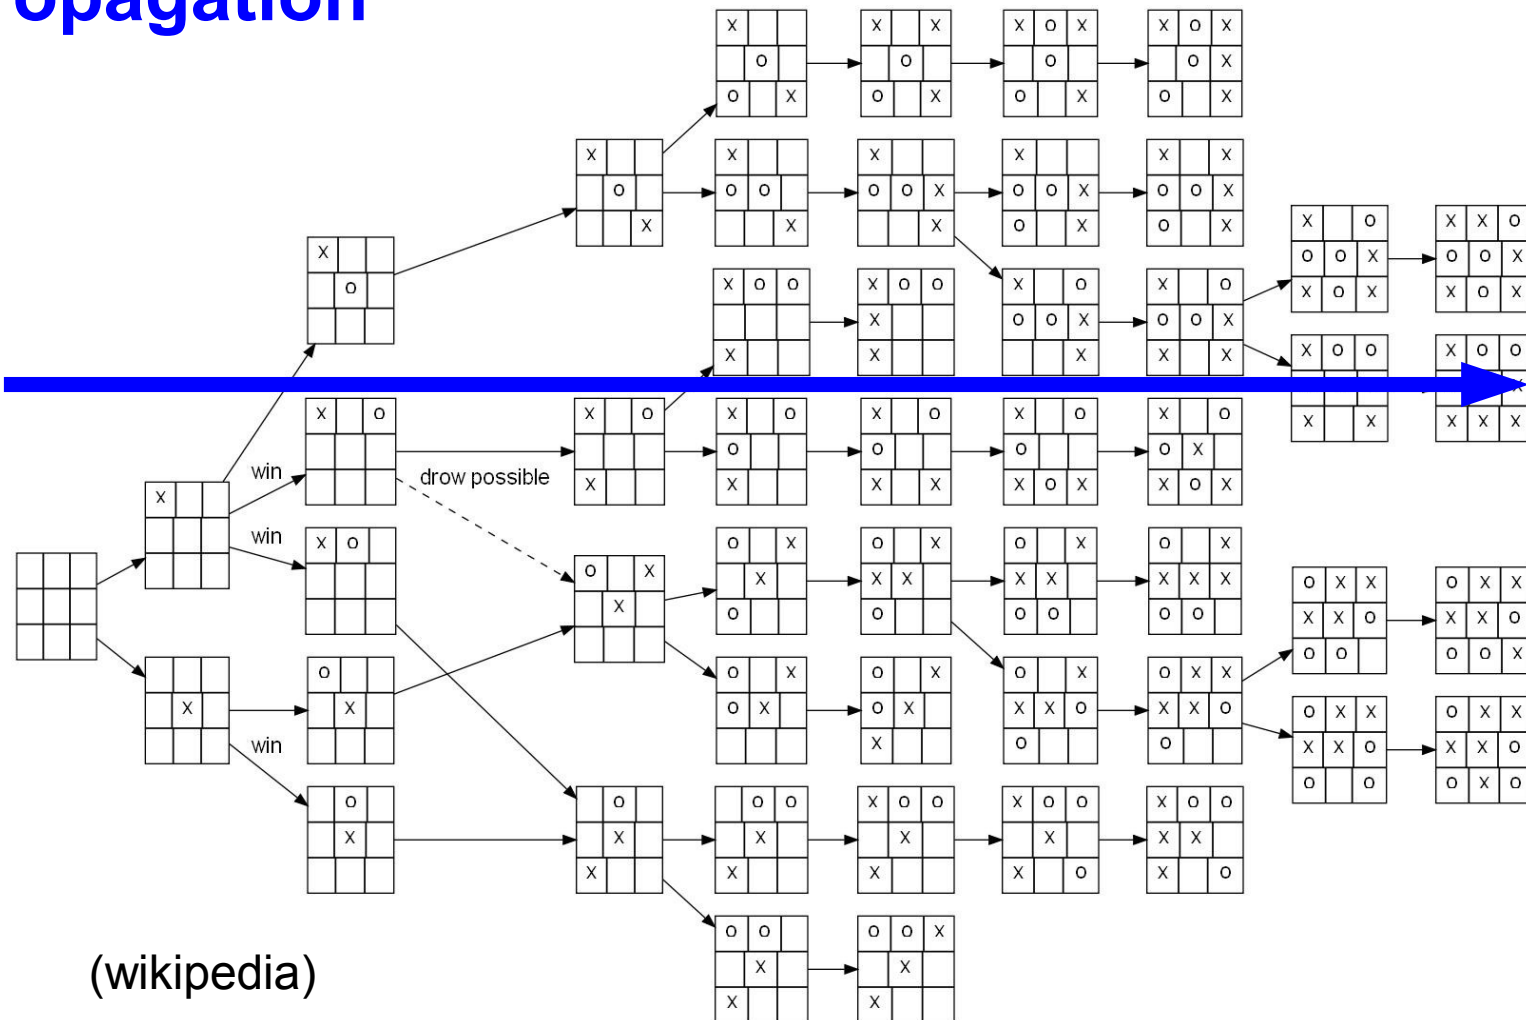 opagation
X X X X O X X O X
O O O O X
O X O X O X O X
X X X X X X
O O O O O X O O X O O X
X X X O X O X X O X X O
X O O X O O X
O X O O X O O X O X O X O X X O X
X O O X O O X
X X X X X X O O X O O
X O X O X O X O X O X O
X X X X X
O O O O X
win
drow possible
X X X X X O X X O X
X
win
X O O X O X O X O X
O X X X X X X X X X O X X O X X
X O O O O O O X X O X X O
O O O O X
O O X O X O X O X X
X X O X O X X X O X X O O X X O X X
win
X O O X X O X X O
O O O X O
O O O O X O O X O O X O O
X X X X X X X
X X X X O X O
O O O O X
X X
(wikipedia)
X X